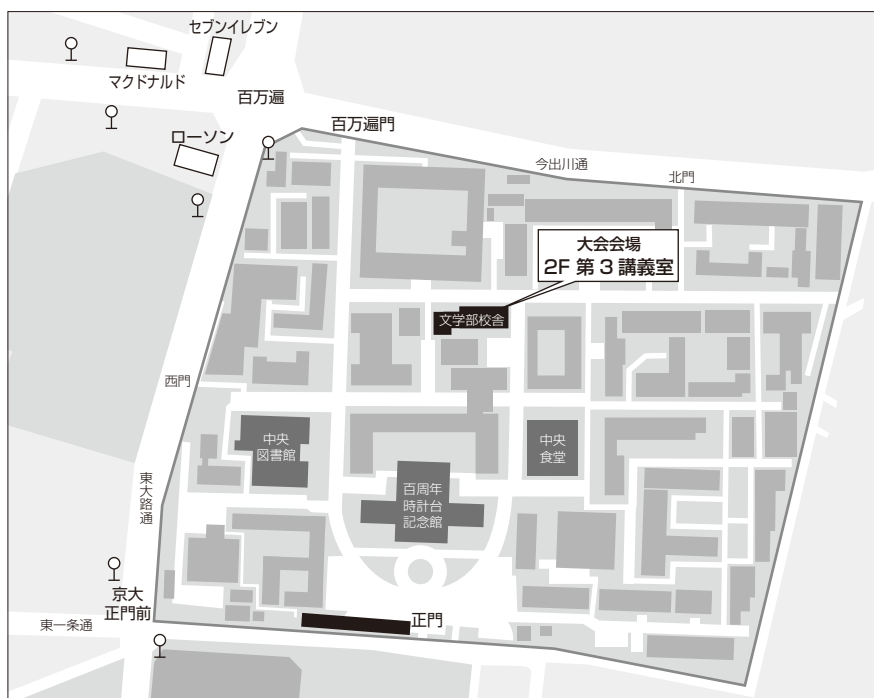 セブンイレブン
マクドナルド
百万遍
百万遍門
ローソン
今出川通
北門
大会会場
2F 第 3 講義室
文学部校舎
西門
中央
図書館
中央
食堂
百周年
時計台
記念館
東大路通
京大
正門前
正門
東一条通